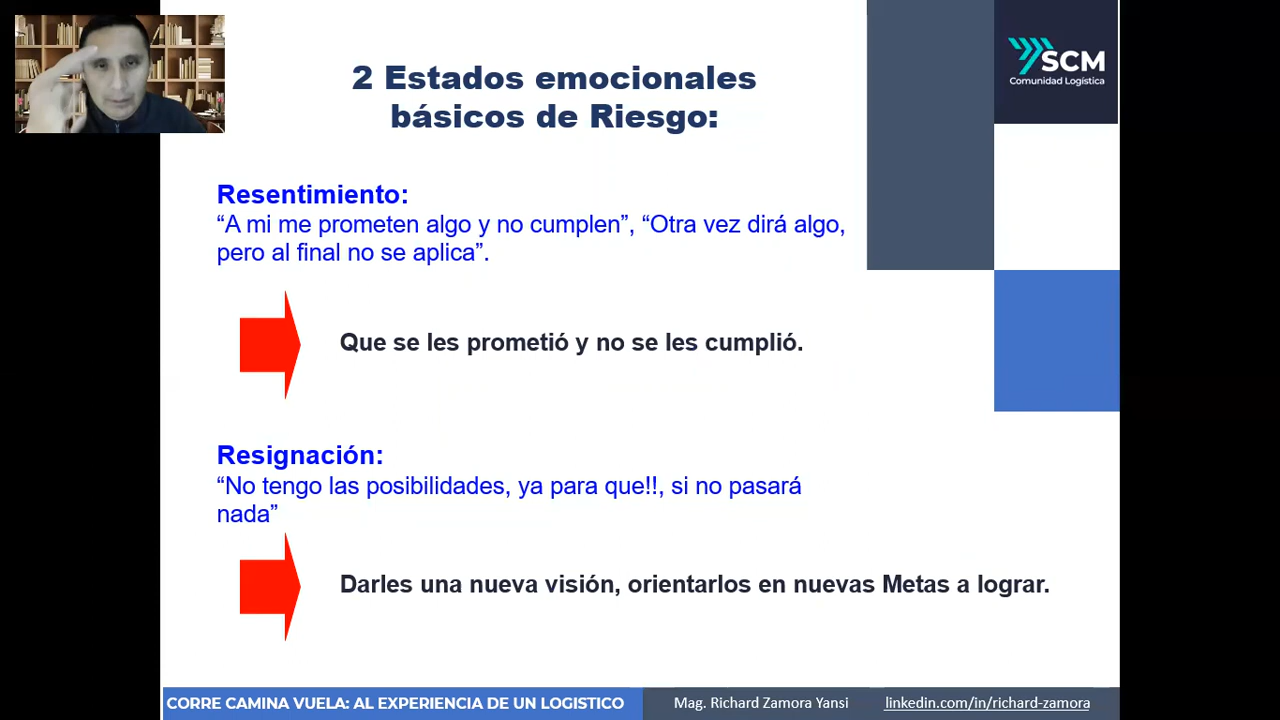 SCM
Comunidad Logística
2 Estados emocionales
básicos de Riesgo:
Resentimiento:
“A mi me prometen algo y no cumplen”, “Otra vez dirá algo,
pero al final no se aplica”.
Que se les prometió y no se les cumplió.
Resignación:
“No tengo las posibilidades, ya para que!!, si no pasará
nada”
Darles una nueva visión, orientarlos en nuevas Metas a lograr.
CORRE CAMINA VUELA: AL EXPERIENCIA DE UN LOGISTICO
Mag. Richard Zamora Yansi
linkedin.com/in/richard-zamora